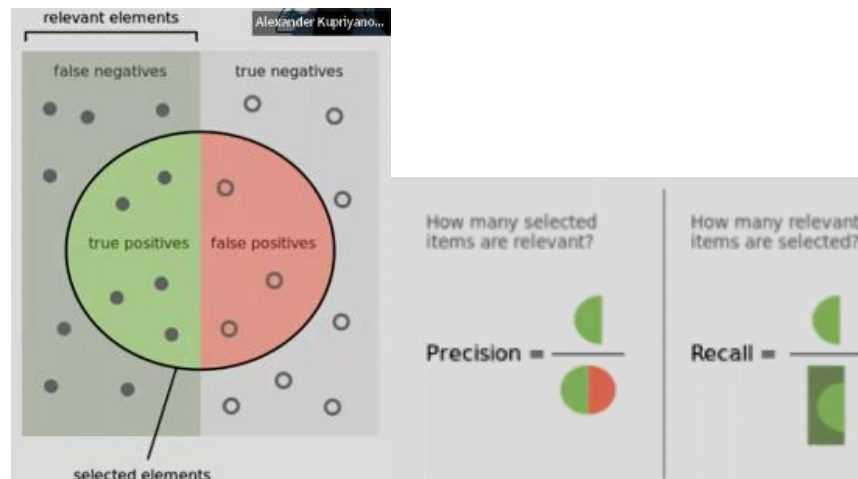 relevant elements
Alexander Kupriyano...
false negatives
true negatives
true positives
false positives
selected elements
How many selected
items are relevant?
Precision =
How many relevant
items are selected?
Recall =